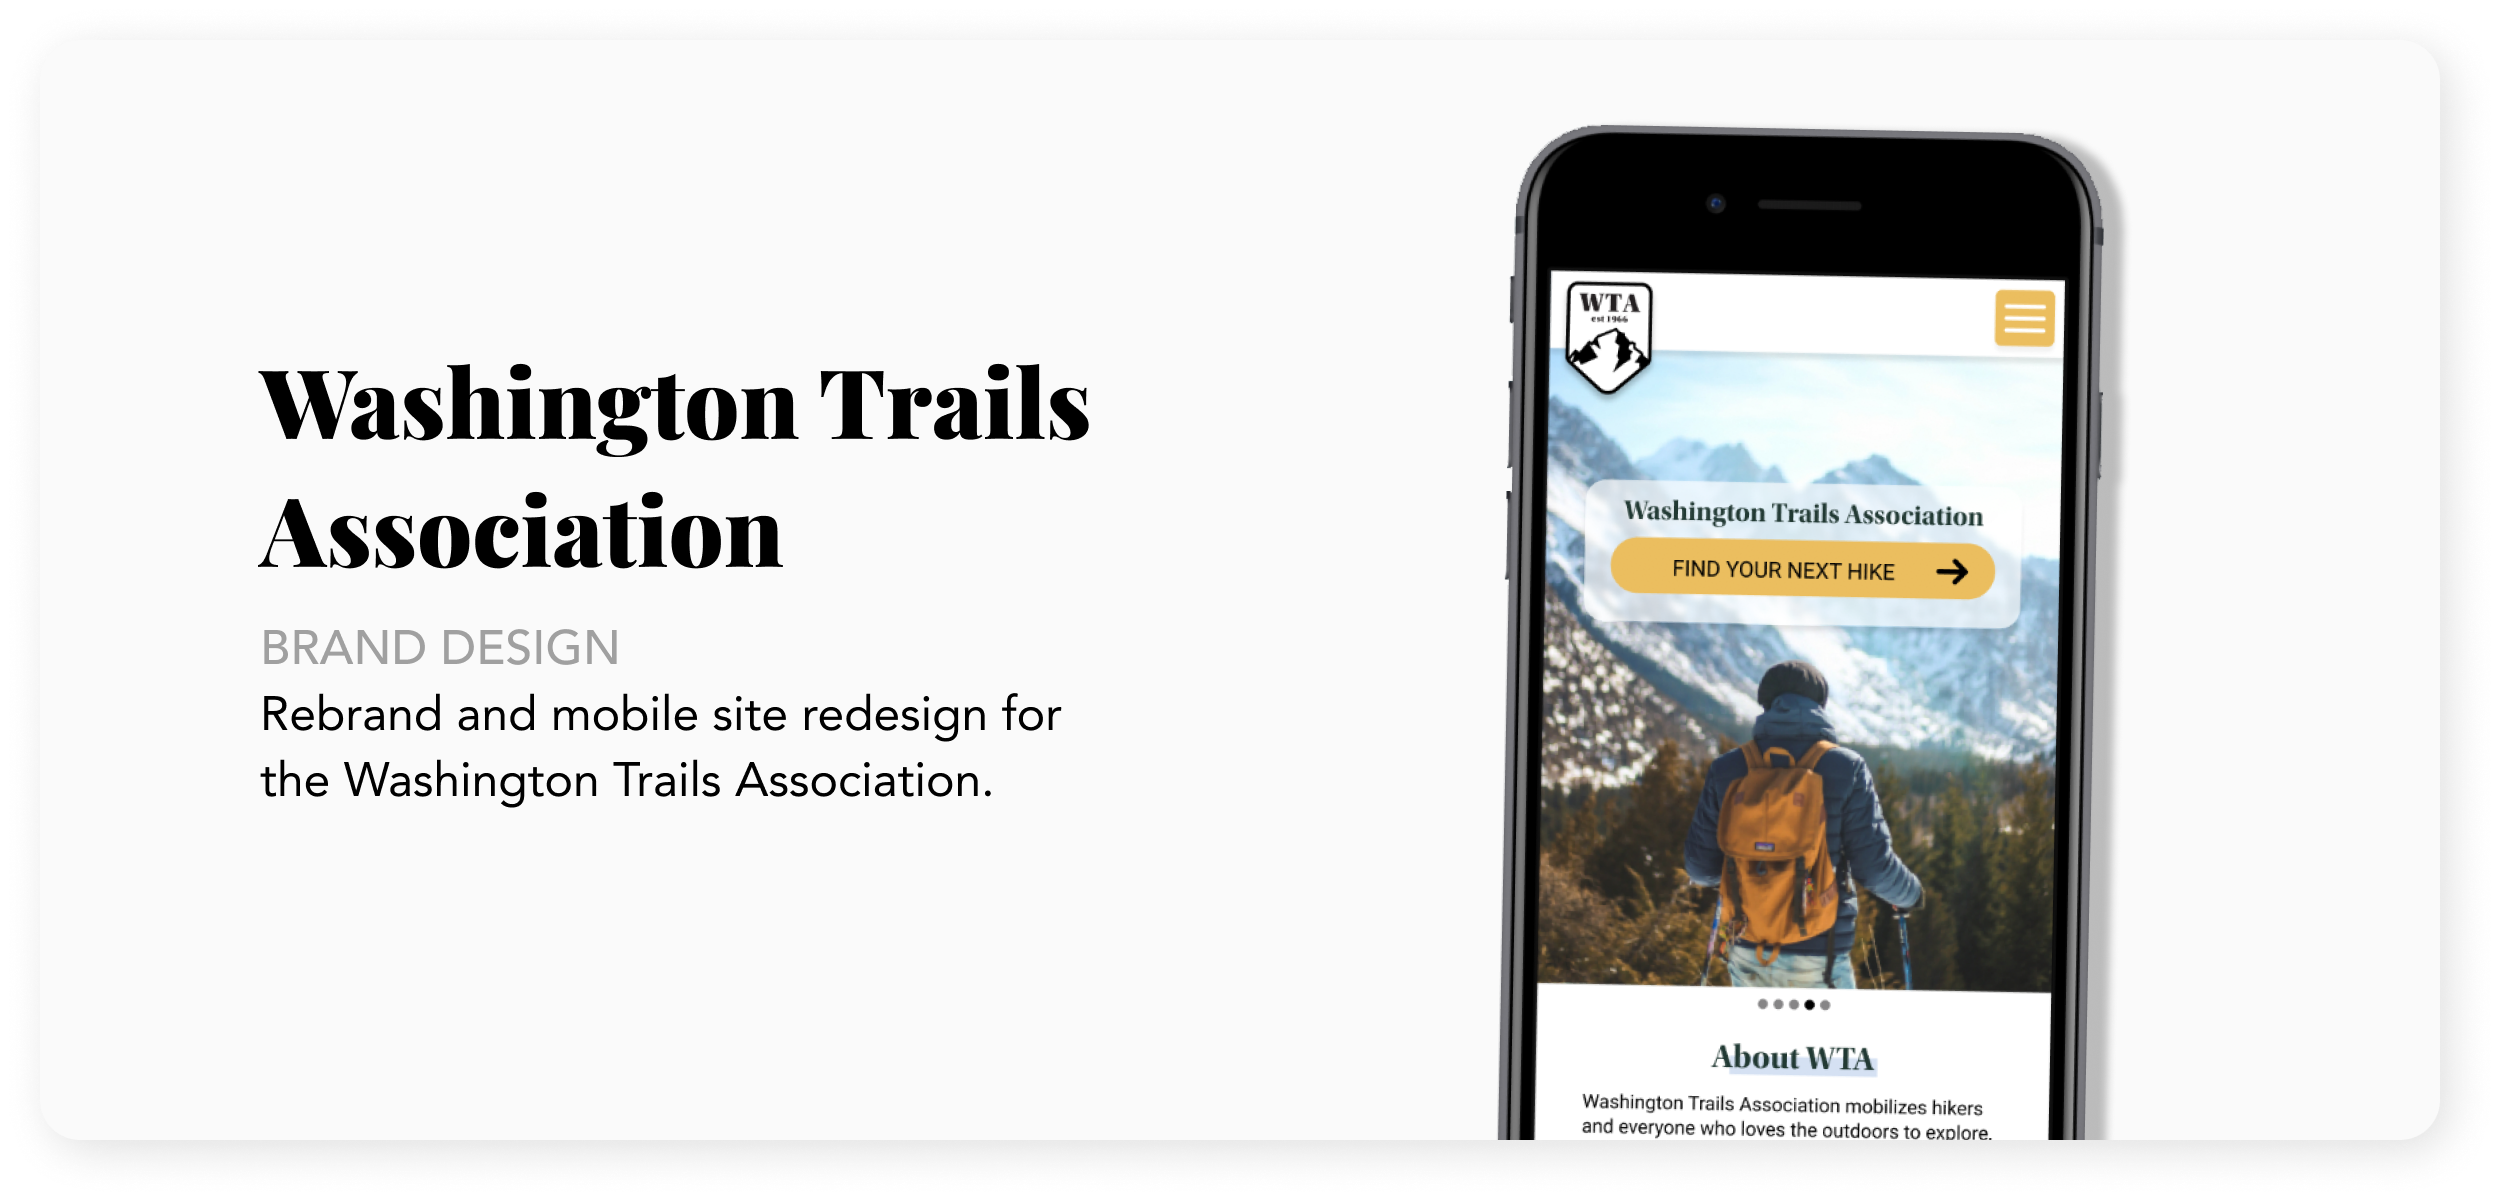 Washington Trails
Association
BRAND DESIGN
Rebrand and mobile site redesign for
the Washington Trails Association.
WTA
est 1966
Washington Trails Association
FIND YOUR NEXT HIKE
About WTA
Washington Trails Association mobilizes hikers
and everyone who loves the outdoors to explore,